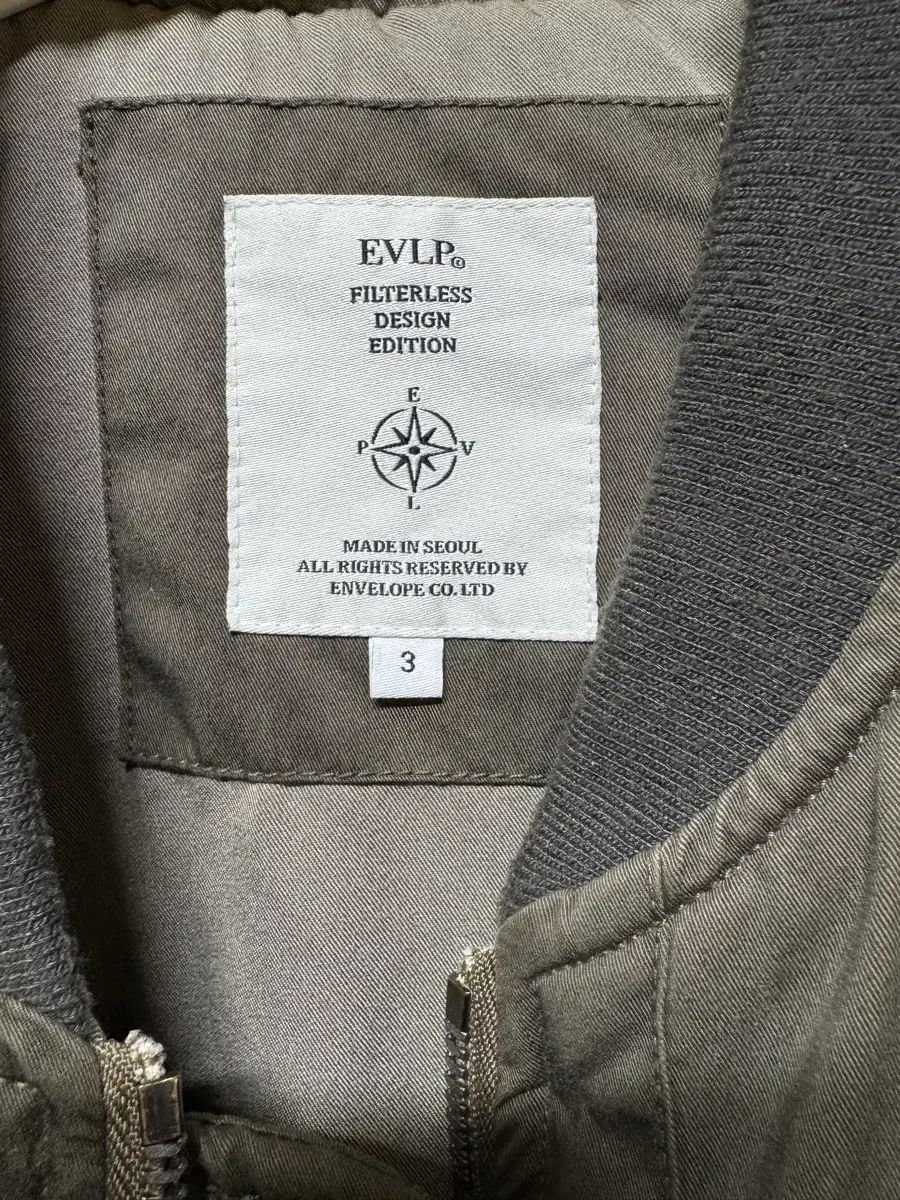 EVLP©
FILTERLESS
DESIGN
EDITION
E
P V
L
MADE IN SEOUL
ALL RIGHTS RESERVED BY
ENVELOPE CO. LTD
3